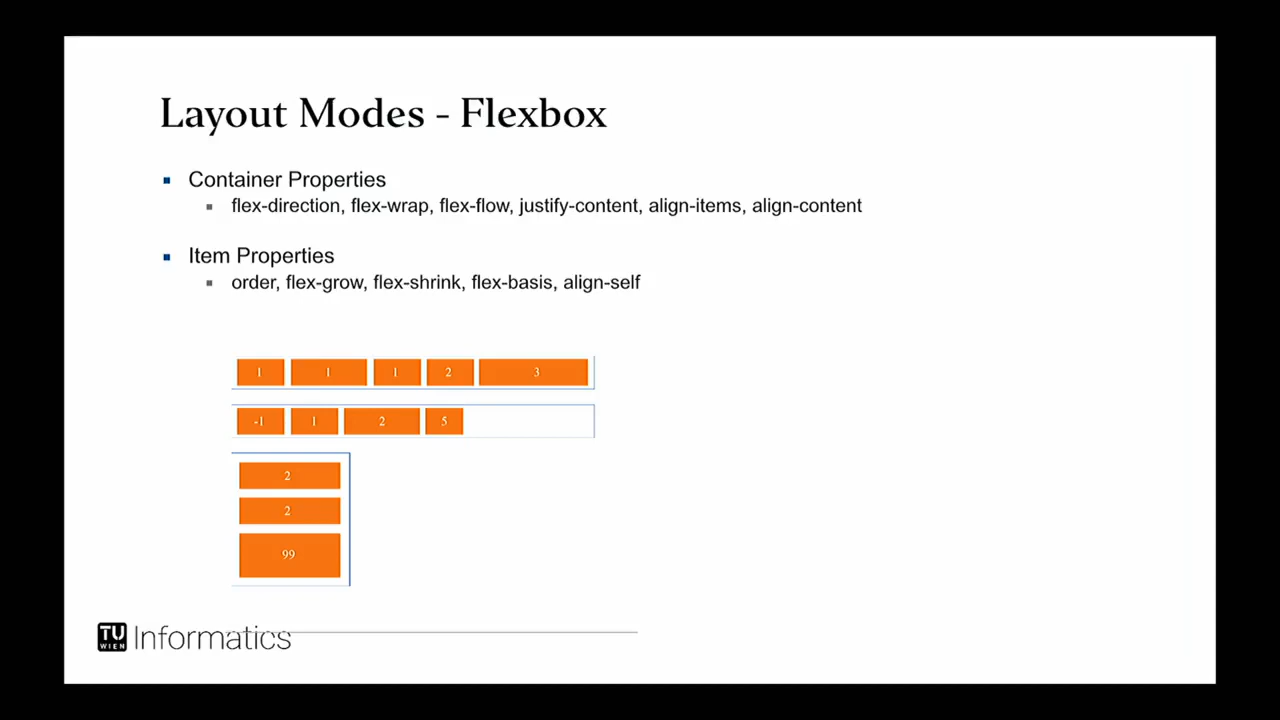 Layout Modes - Flexbox
Container Properties
flex-direction, flex-wrap, flex-flow, justify-content, align-items, align-content
Item Properties
order, flex-grow, flex-shrink, flex-basis, align-self
1 1 1 2 3
-1 1 2 5
2
2
99
TU WIEN Informatics